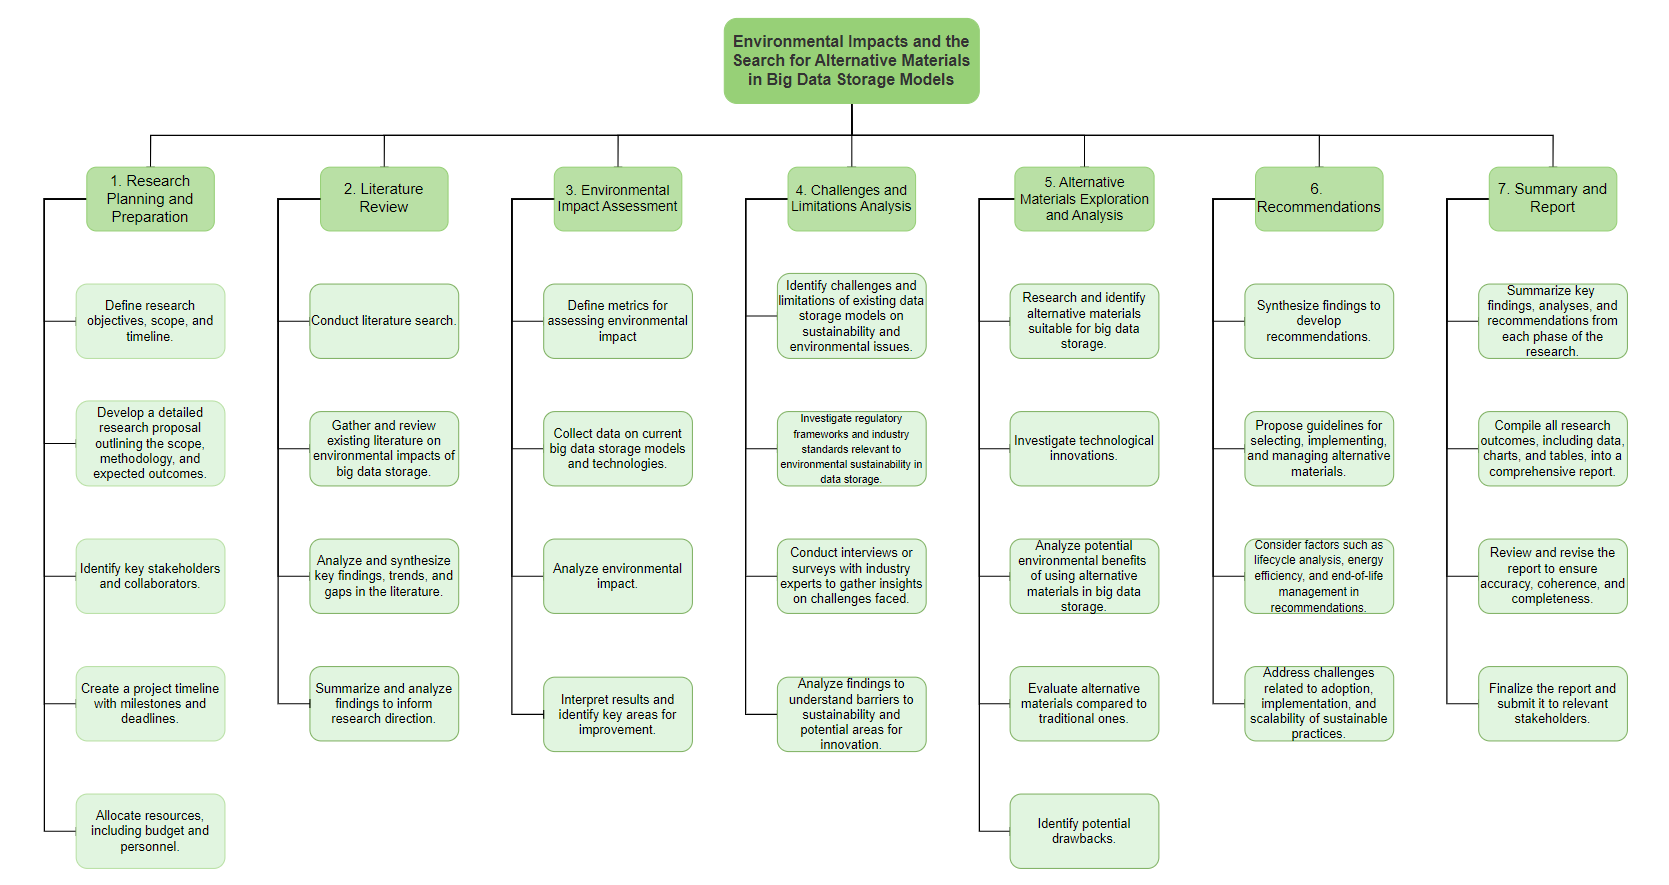 Environmental Impacts and the
Search for Alternative Materials
in Big Data Storage Models
1. Research
Planning and
Preparation
Define research
objectives, scope, and
timeline.
Develop a detailed
research proposal
outlining the scope,
methodology, and
expected outcomes.
Identify key stakeholders
and collaborators.
Create a project timeline
with milestones and
deadlines.
Allocate resources,
including budget and
personnel.
2. Literature
Review
Conduct literature search.
Gather and review
existing literature on
environmental impacts of
big data storage.
Analyze and synthesize
key findings, trends, and
gaps in the literature.
Summarize and analyze
findings to inform
research direction.
3. Environmental
Impact Assessment
Define metrics for
assessing environmental
impact
Collect data on current
big data storage models
and technologies.
Analyze environmental
impact.
Interpret results and
identify key areas for
improvement.
4. Challenges and
Limitations Analysis
Identify challenges and
limitations of existing data
storage models on
sustainability and
environmental issues.
Investigate regulatory
frameworks and industry
standards relevant to
environmental sustainability in
data storage.
Conduct interviews or
surveys with industry
experts to gather insights
on challenges faced.
Analyze findings to
understand barriers to
sustainability and
potential areas for
innovation.
5. Alternative
Materials Exploration
and Analysis
Research and identify
alternative materials
suitable for big data
storage.
Investigate technological
innovations.
Analyze potential
environmental benefits
of using alternative
materials in big data
storage.
Evaluate alternative
materials compared to
traditional ones.
Identify potential
drawbacks.
6.
Recommendations
Synthesize findings to
develop
recommendations.
Propose guidelines for
selecting, implementing,
and managing alternative
materials.
Consider factors such as
lifecycle analysis, energy
efficiency, and end-of-life
management in
recommendations.
Address challenges
related to adoption,
implementation, and
scalability of sustainable
practices.
7. Summary and
Report
Summarize key
findings, analyses, and
recommendations from
each phase of the
research.
Compile all research
outcomes, including data,
charts, and tables, into a
comprehensive report.
Review and revise the
report to ensure
accuracy, coherence, and
completeness.
Finalize the report and
submit it to relevant
stakeholders.